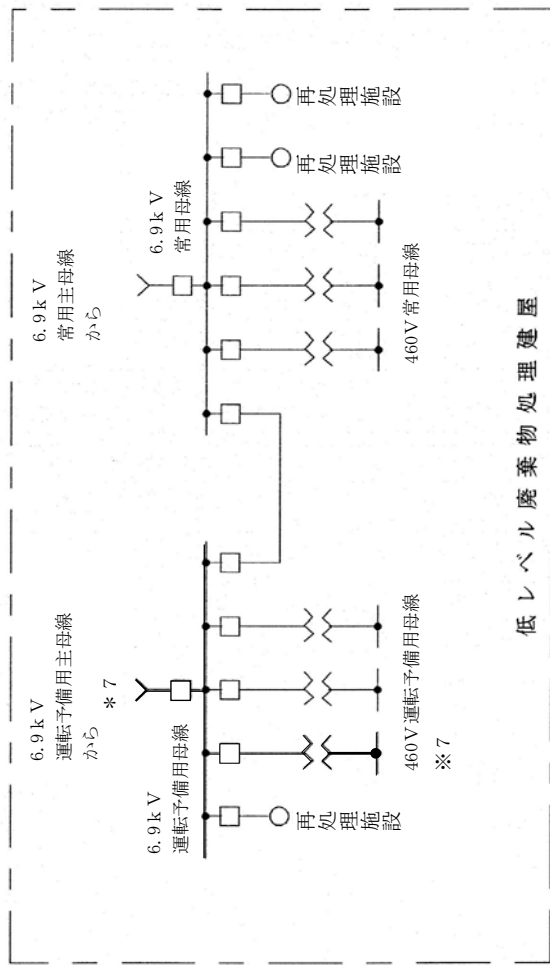 6.9kV
運転予備用主母線
から
＊7
6.9kV
常用主母線
から
6.9kV
運転予備用母線
6.9kV
常用母線
再処理施設
460V運転予備用母線
※7
460V常用母線
再処理施設
再処理施設
低レベル廃棄物処理建屋